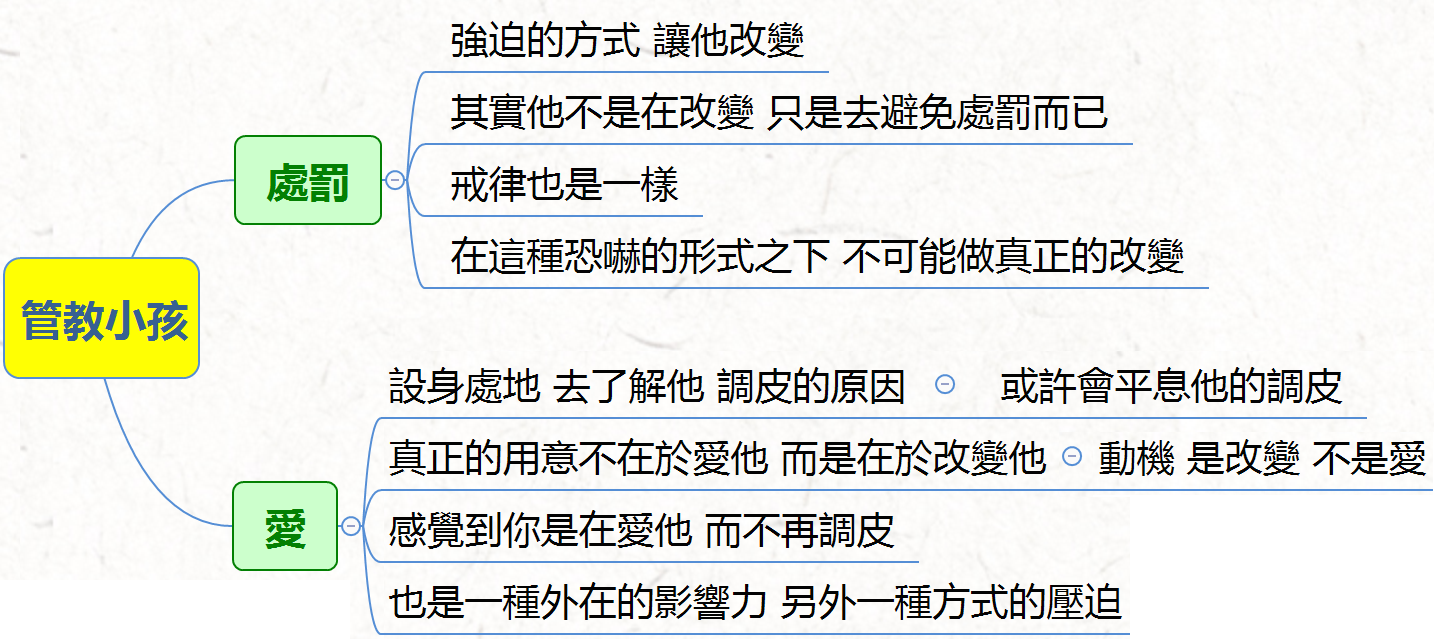 強迫的方式 讓他改變
其實他不是在改變 只是去避免處罰而已
處罰
戒律也是一樣
在這種恐嚇的形式之下 不可能做真正的改變
管教小孩
設身處地 去了解他 調皮的原因 或許會平息他的調皮
真正的用意不在於愛他 而是在於改變他 動機 是改變 不是愛
愛
感覺到你是在愛他 而不再調皮
也是一種外在的影響力 另外一種方式的壓迫